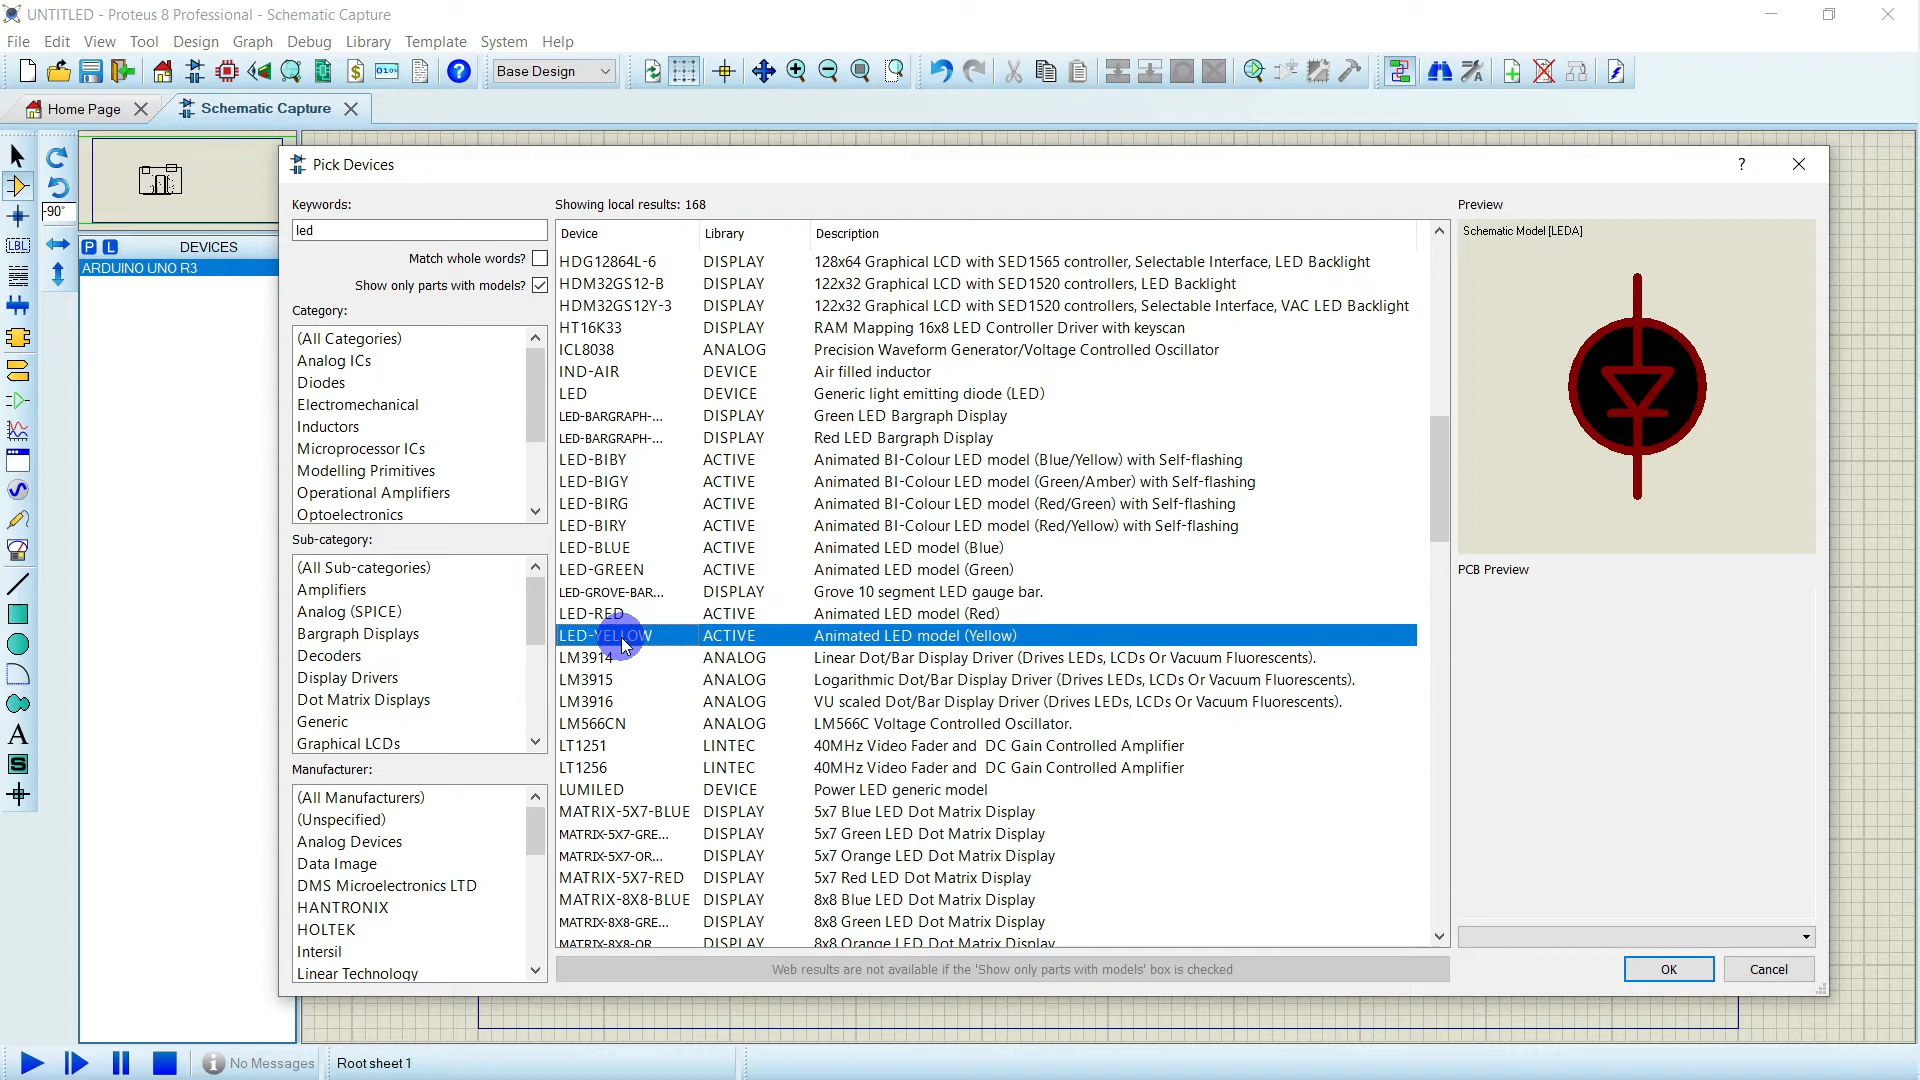 UNTITLED - Proteus 8 Professional - Schematic Capture
File Edit View Tool Design Graph Debug Library Template System Help
Base Design
Home Page Schematic Capture
Pick Devices
Keywords: Showing local results: 168 Preview
led
Device Library Description
Schematic Model [LEDA]
Match whole words?
Show only parts with models?
-90°
P L DEVICES
ARDUINO UNO R3
Category:
(All Categories)
Analog ICs
Diodes
Electromechanical
Inductors
Microprocessor ICs
Modelling Primitives
Operational Amplifiers
Optoelectronics
Sub-category:
(All Sub-categories)
Amplifiers
Analog (SPICE)
Bargraph Displays
Decoders
Display Drivers
Dot Matrix Displays
Generic
Graphical LCDs
Manufacturer:
(All Manufacturers)
(Unspecified)
Analog Devices
Data Image
DMS Microelectronics LTD
HANTRONIX
HOLTEK
Intersil
Linear Technology
HDG12864L-6 DISPLAY 128x64 Graphical LCD with SED1565 controller, Selectable Interface, LED Backlight
HDM32GS12-B DISPLAY 122x32 Graphical LCD with SED1520 controllers, LED Backlight
HDM32GS12Y-3 DISPLAY 122x32 Graphical LCD with SED1520 controllers, Selectable Interface, VAC LED Backlight
HT16K33 DISPLAY RAM Mapping 16x8 LED Controller Driver with keyscan
ICL8038 ANALOG Precision Waveform Generator/Voltage Controlled Oscillator
IND-AIR DEVICE Air filled inductor
LED DEVICE Generic light emitting diode (LED)
LED-BARGRAPH-... DISPLAY Green LED Bargraph Display
LED-BARGRAPH-... DISPLAY Red LED Bargraph Display
LED-BIBY ACTIVE Animated BI-Colour LED model (Blue/Yellow) with Self-flashing
LED-BIGY ACTIVE Animated BI-Colour LED model (Green/Amber) with Self-flashing
LED-BIRG ACTIVE Animated BI-Colour LED model (Red/Green) with Self-flashing
LED-BIRY ACTIVE Animated BI-Colour LED model (Red/Yellow) with Self-flashing
LED-BLUE ACTIVE Animated LED model (Blue)
LED-GREEN ACTIVE Animated LED model (Green)
LED-GROVE-BAR... DISPLAY Grove 10 segment LED gauge bar.
LED-RED ACTIVE Animated LED model (Red)
LED-YELLOW ACTIVE Animated LED model (Yellow)
LM3914 ANALOG Linear Dot/Bar Display Driver (Drives LEDs, LCDs Or Vacuum Fluorescents).
LM3915 ANALOG Logarithmic Dot/Bar Display Driver (Drives LEDs, LCDs Or Vacuum Fluorescents).
LM3916 ANALOG VU scaled Dot/Bar Display Driver (Drives LEDs, LCDs Or Vacuum Fluorescents).
LM566CN ANALOG LM566C Voltage Controlled Oscillator.
LT1251 LINTEC 40MHz Video Fader and DC Gain Controlled Amplifier
LT1256 LINTEC 40MHz Video Fader and DC Gain Controlled Amplifier
LUMILED DEVICE Power LED generic model
MATRIX-5X7-BLUE DISPLAY 5x7 Blue LED Dot Matrix Display
MATRIX-5X7-GRE... DISPLAY 5x7 Green LED Dot Matrix Display
MATRIX-5X7-OR... DISPLAY 5x7 Orange LED Dot Matrix Display
MATRIX-5X7-RED DISPLAY 5x7 Red LED Dot Matrix Display
MATRIX-8X8-BLUE DISPLAY 8x8 Blue LED Dot Matrix Display
MATRIX-8X8-GRE... DISPLAY 8x8 Green LED Dot Matrix Display
MATRIX-8X8-OR DISPLAY 8x8 Orange LED Dot Matrix Display
Web results are not available if the 'Show only parts with models' box is checked
PCB Preview
OK Cancel
LBL
A
S
No Messages Root sheet 1